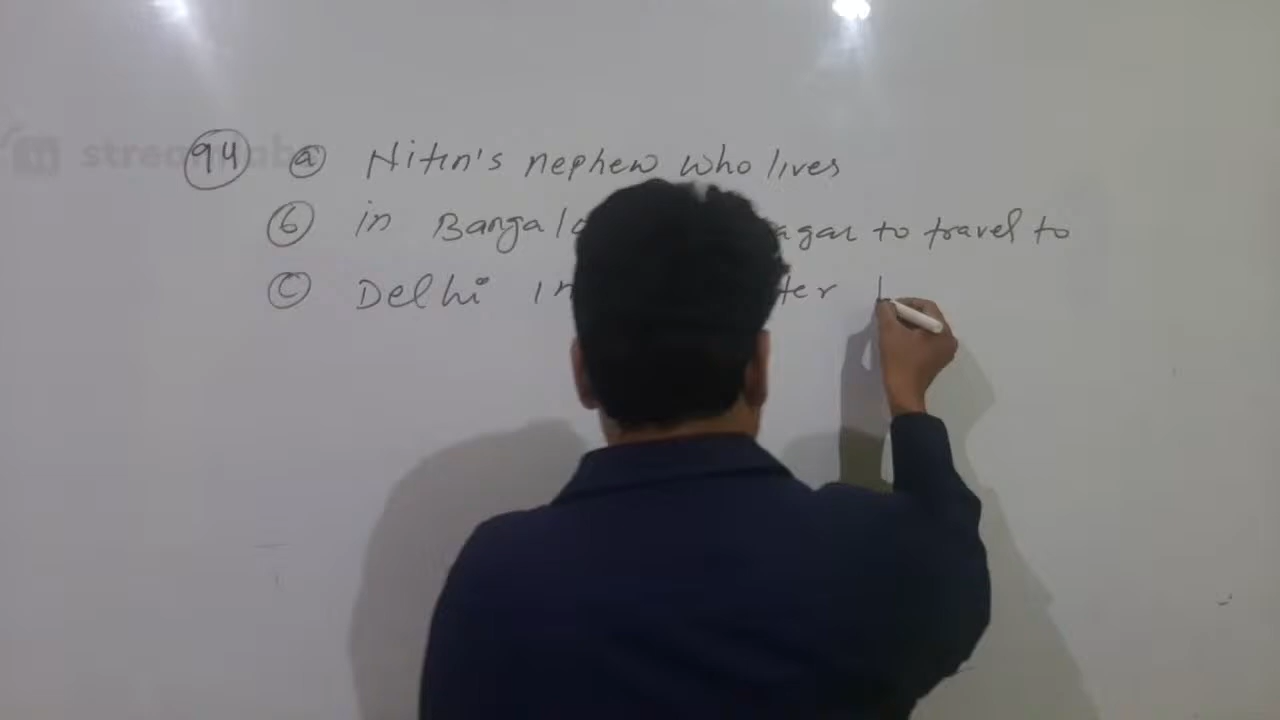 94 a Nitin's nephew who lives
b in Bangalo agar to travel to
c Delhi in ter